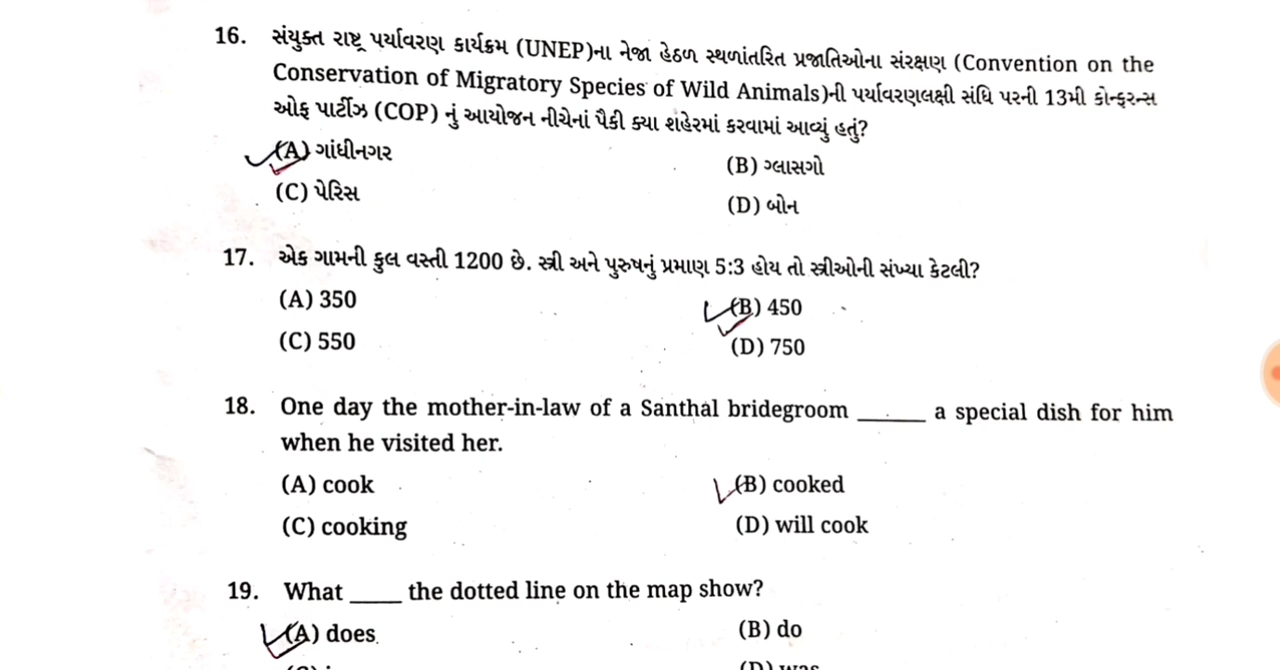 16. સંયુક્ત રાષ્ટ્ર પર્યાવરણ કાર્યક્રમ (UNEP)ના નેજા હેઠળ સ્થળાંતરિત પ્રજાતિઓના સંરક્ષણ (Convention on the
Conservation of Migratory Species of Wild Animals)ની પર્યાવરણલક્ષી સંધિ પરની 13મી કોન્ફરન્સ
ઓફ પાર્ટીઝ (COP) નું આયોજન નીચેનાં પૈકી ક્યા શહેરમાં કરવામાં આવ્યું હતું?
(A) ગાંધીનગર (B) ગ્લાસગો
(C) પેરિસ (D) બોન
17. એક ગામની કુલ વસ્તી 1200 છે. સ્ત્રી અને પુરુષનું પ્રમાણ 5:3 હોય તો સ્ત્રીઓની સંખ્યા કેટલી?
(A) 350 (B) 450
(C) 550 (D) 750
18. One day the mother-in-law of a Santhal bridegroom _____ a special dish for him
when he visited her.
(A) cook (B) cooked
(C) cooking (D) will cook
19. What ____ the dotted line on the map show?
(A) does (B) do